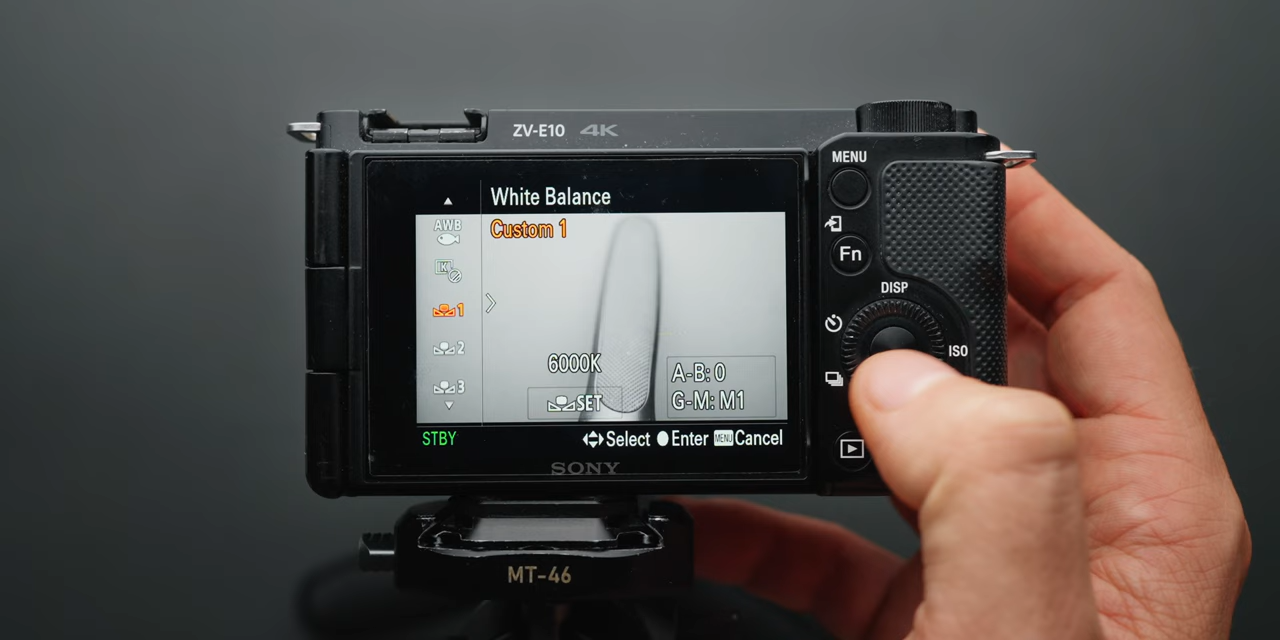 ZV-E10 4K
MENU
White Balance
AWB
Custom 1
Fn
K
1
DISP
2
ISO
6000K
A-B: 0
3
SET
G-M: M1
STBY
Select Enter MENU Cancel
SONY
MT-46